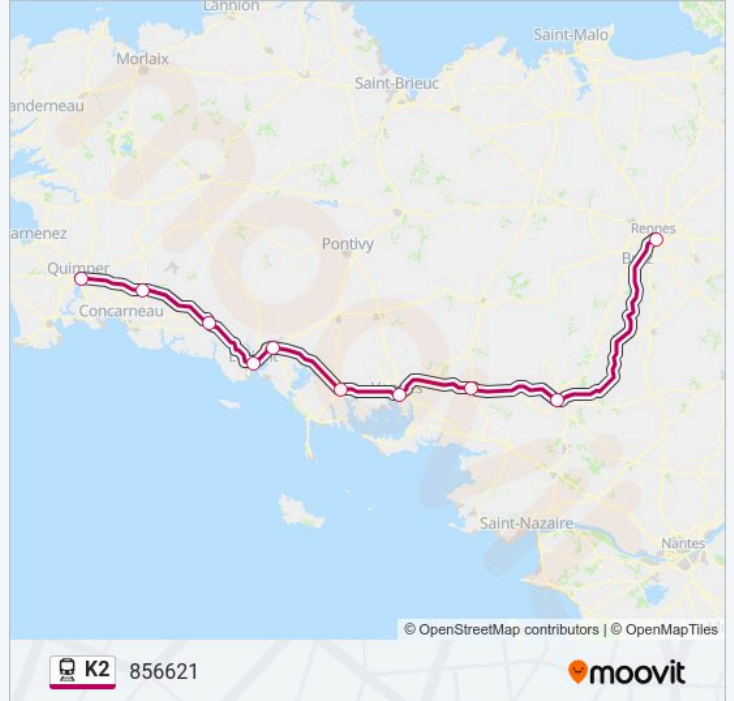 Lannion
Saint-Malo
Morlaix
Saint-Brieuc
anderneau
Rennes
arnenez
Pontivy
Quimper
Concarneau
Saint-Nazaire
Nantes
© OpenStreetMap contributors | © OpenMapTiles
K2 856621 moovit
moovit